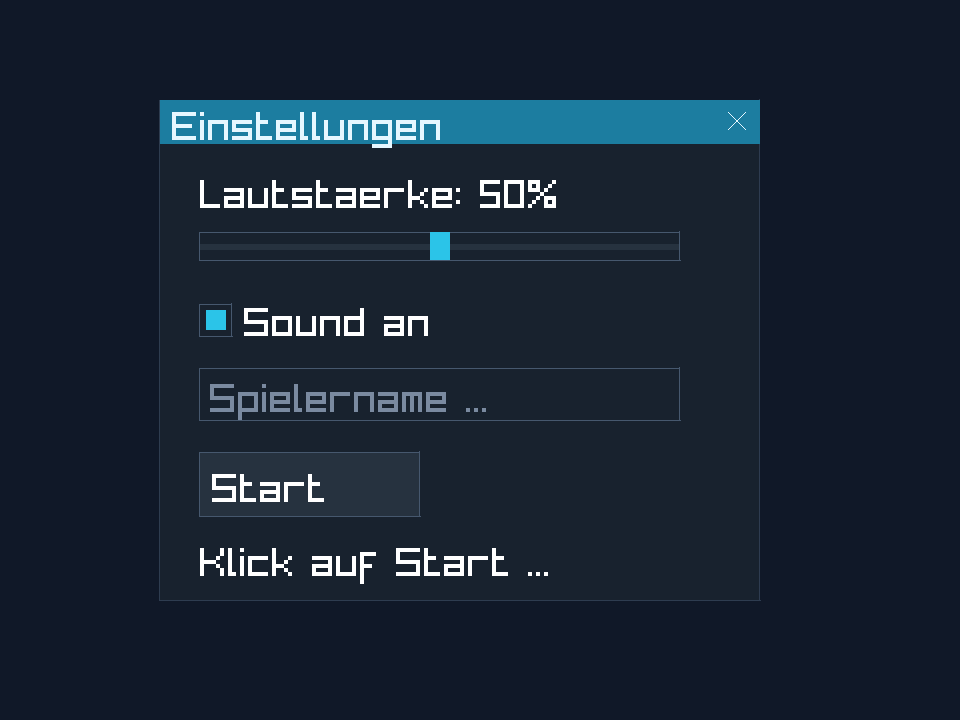 Einstellungen
Lautstaerke: 50%
Sound an
Spielername ...
Start
Klick auf Start ...